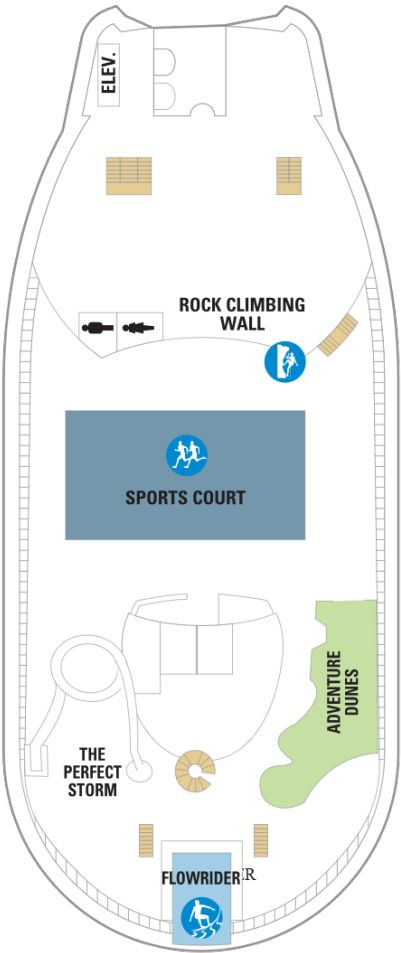 ELEV.
ROCK CLIMBING
WALL
SPORTS COURT
ADVENTURE
DUNES
THE
PERFECT
STORM
FLOWRIDER